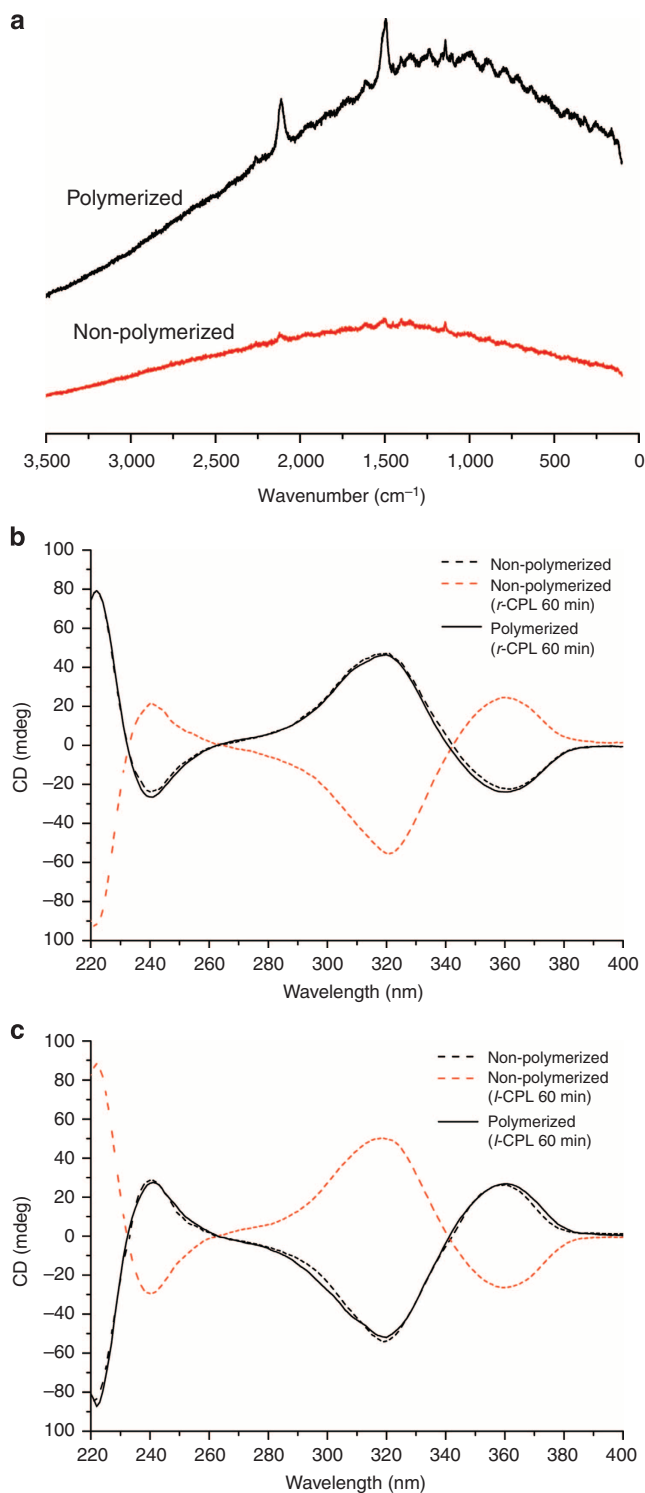 a
Polymerized
Non-polymerized
3,500 3,000 2,500 2,000 1,500 1,000 500 0
Wavenumber (cm⁻¹)
b
100
80
60
40
20
0
−20
−40
−60
−80
100
CD (mdeg)
Non-polymerized
Non-polymerized
(r-CPL 60 min)
Polymerized
(r-CPL 60 min)
220 240 260 300 320 340 360 380 400
Wavelength (nm)
c
100
80
60
40
20
0
−20
−40
−60
−80
100
CD (mdeg)
Non-polymerized
Non-polymerized
(l-CPL 60 min)
Polymerized
(l-CPL 60 min)
220 240 260 280 300 320 340 360 380 400
Wavelength (nm)